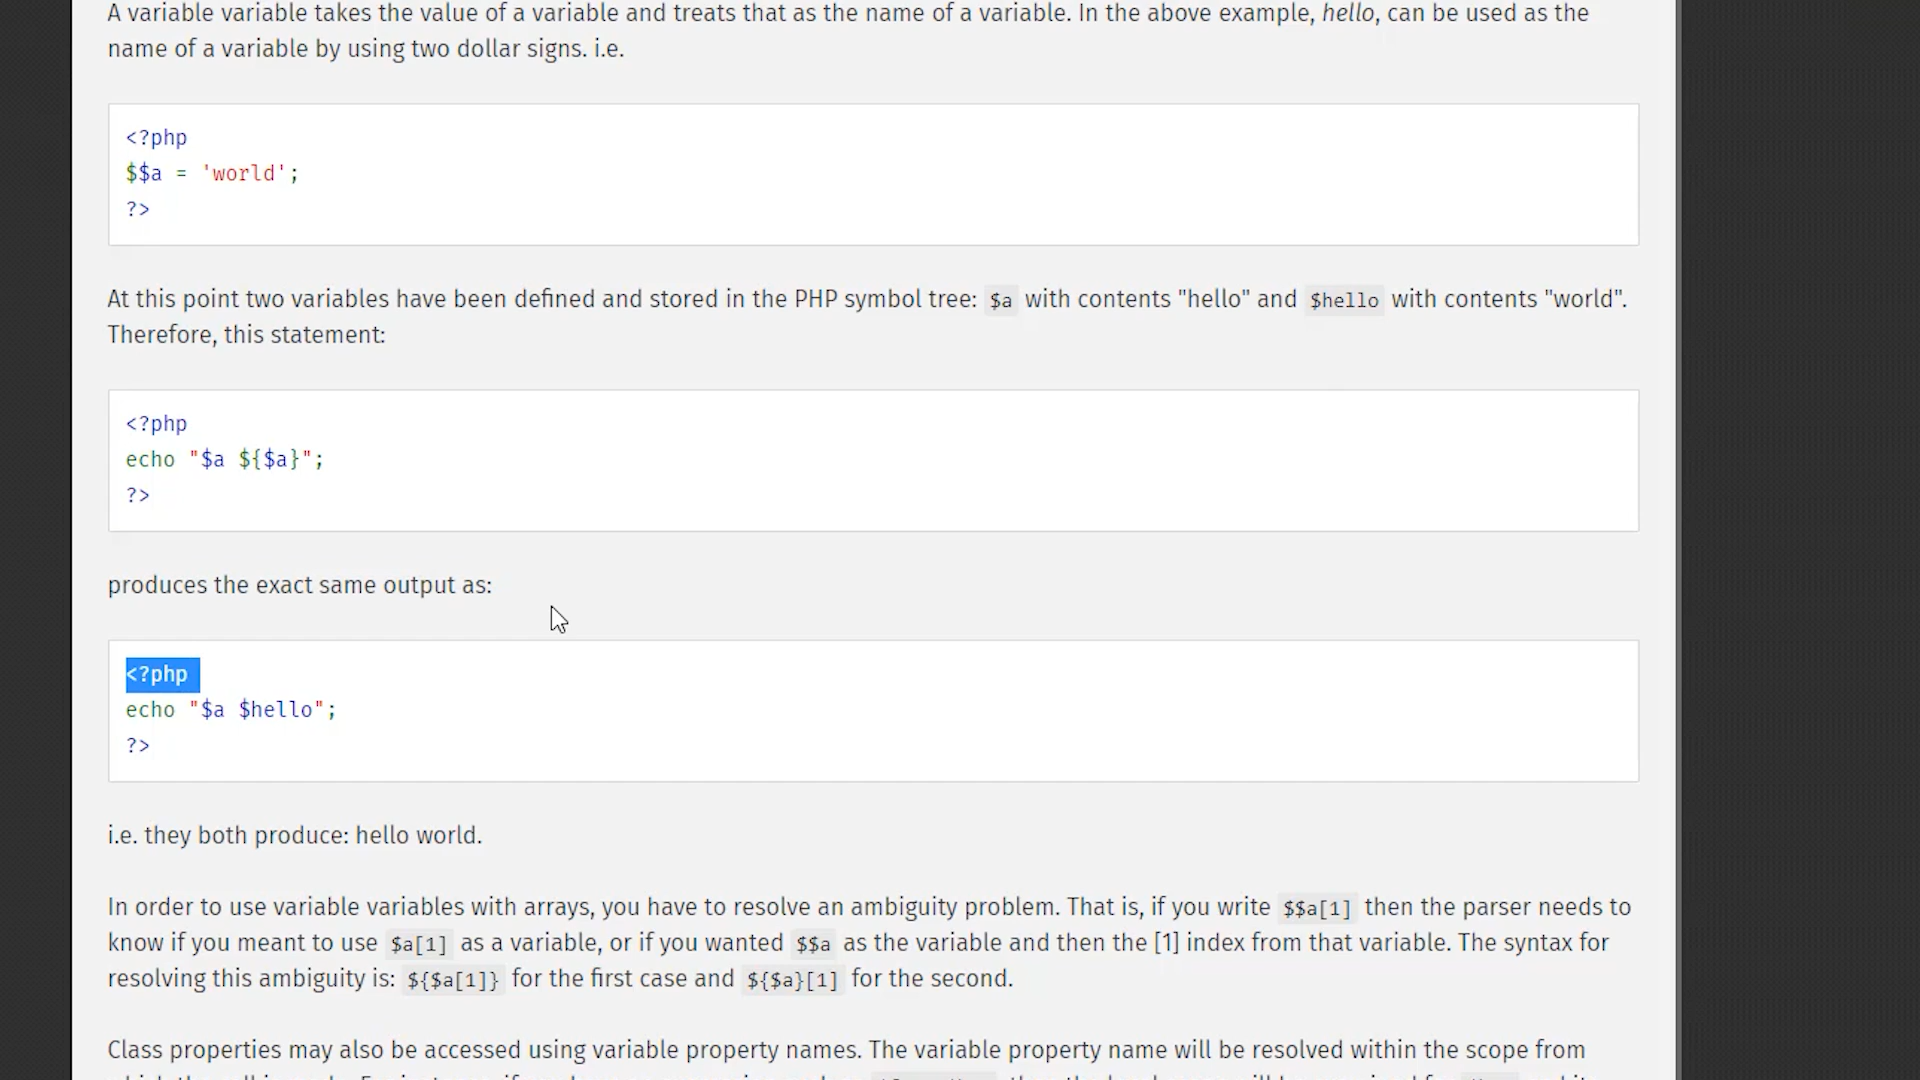 A variable variable takes the value of a variable and treats that as the name of a variable. In the above example, hello, can be used as the
name of a variable by using two dollar signs. i.e.
<?php
$$a = 'world';
?>
At this point two variables have been defined and stored in the PHP symbol tree: $a with contents "hello" and $hello with contents "world".
Therefore, this statement:
<?php
echo "$a ${$a}";
?>
produces the exact same output as:
<?php
echo "$a $hello";
?>
i.e. they both produce: hello world.
In order to use variable variables with arrays, you have to resolve an ambiguity problem. That is, if you write $$a[1] then the parser needs to
know if you meant to use $a[1] as a variable, or if you wanted $$a as the variable and then the [1] index from that variable. The syntax for
resolving this ambiguity is: ${$a[1]} for the first case and ${$a}[1] for the second.
Class properties may also be accessed using variable property names. The variable property name will be resolved within the scope from